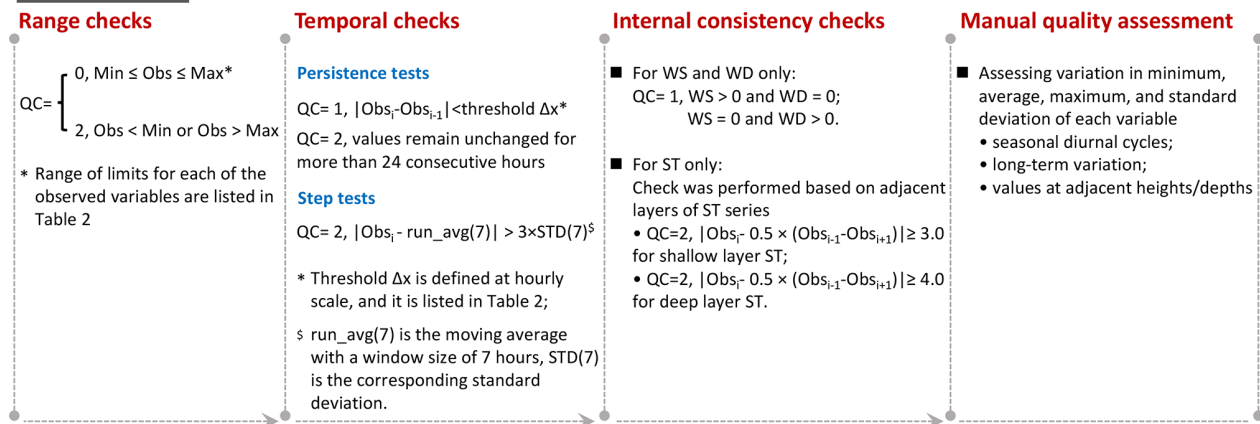 Range checks
QC=
0, Min ≤ Obs ≤ Max*
2, Obs < Min or Obs > Max
* Range of limits for each of the
observed variables are listed in
Table 2
Temporal checks
Persistence tests
QC= 1, |Obsi-Obsi-1|<threshold Δx*
QC= 2, values remain unchanged for
more than 24 consecutive hours
Step tests
QC= 2, |Obsi - run_avg(7)| > 3×STD(7)$
* Threshold Δx is defined at hourly
scale, and it is listed in Table 2;
$ run_avg(7) is the moving average
with a window size of 7 hours, STD(7)
is the corresponding standard
deviation.
Internal consistency checks
■ For WS and WD only:
QC= 1, WS > 0 and WD = 0;
WS = 0 and WD > 0.
■ For ST only:
Check was performed based on adjacent
layers of ST series
• QC=2, |Obsi- 0.5 × (Obsi-1-Obsi+1)|≥ 3.0
for shallow layer ST;
• QC=2, |Obsi- 0.5 × (Obsi-1-Obsi+1)|≥ 4.0
for deep layer ST.
Manual quality assessment
■ Assessing variation in minimum,
average, maximum, and standard
deviation of each variable
• seasonal diurnal cycles;
• long-term variation;
• values at adjacent heights/depths